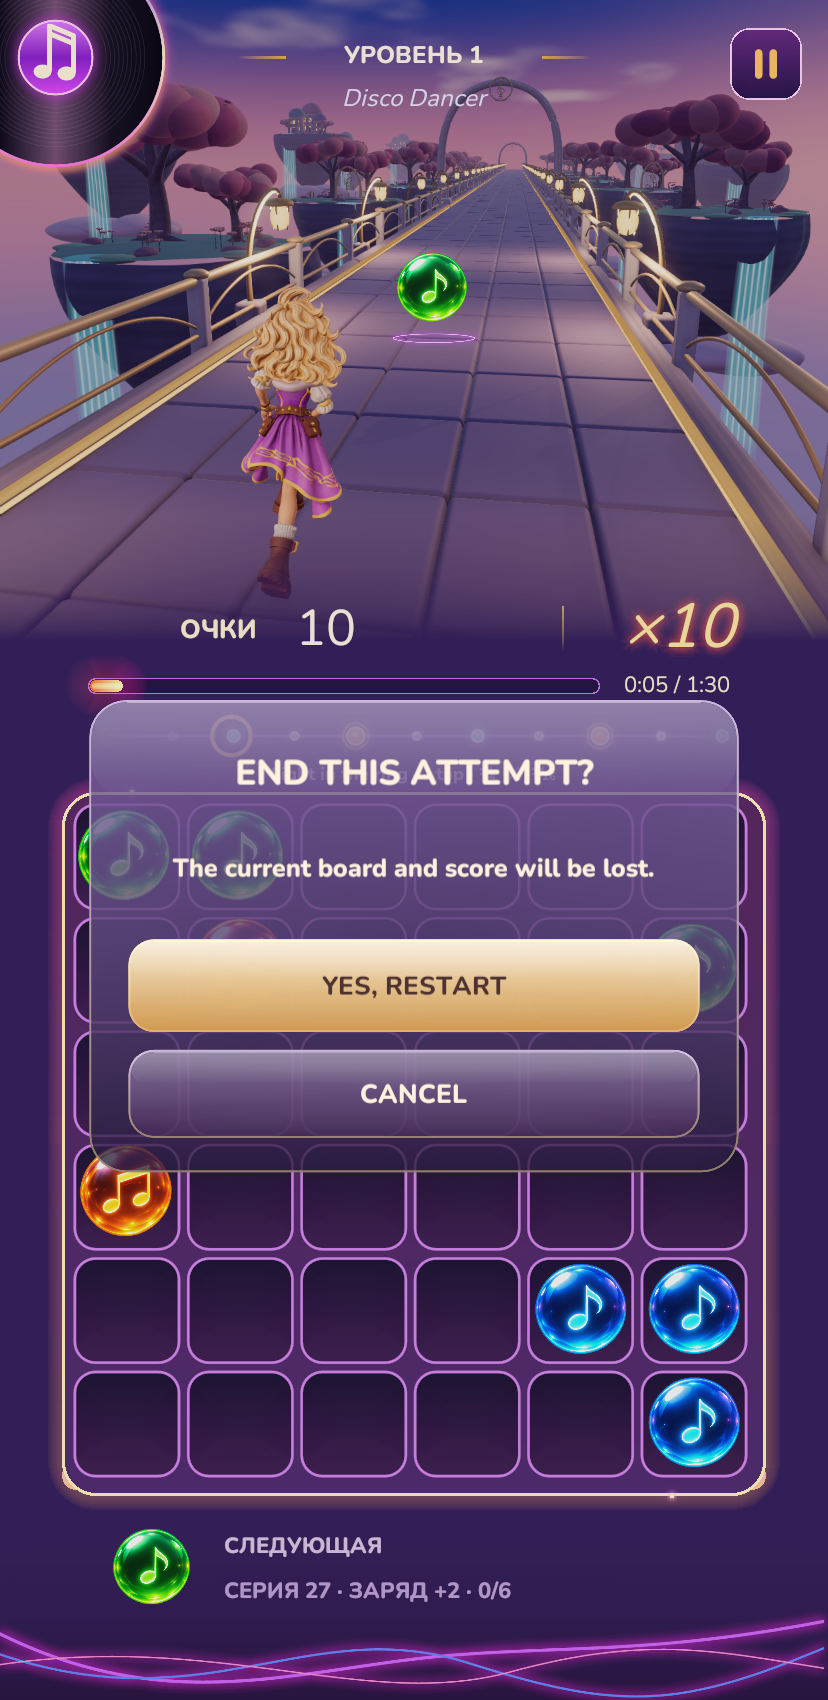 УРОВЕНЬ 1
Disco Dancer
ОЧКИ 10
×10
0:05 / 1:30
END THIS ATTEMPT?
The current board and score will be lost.
YES, RESTART
CANCEL
СЛЕДУЮЩАЯ
СЕРИЯ 27 · ЗАРЯД +2 · 0/6